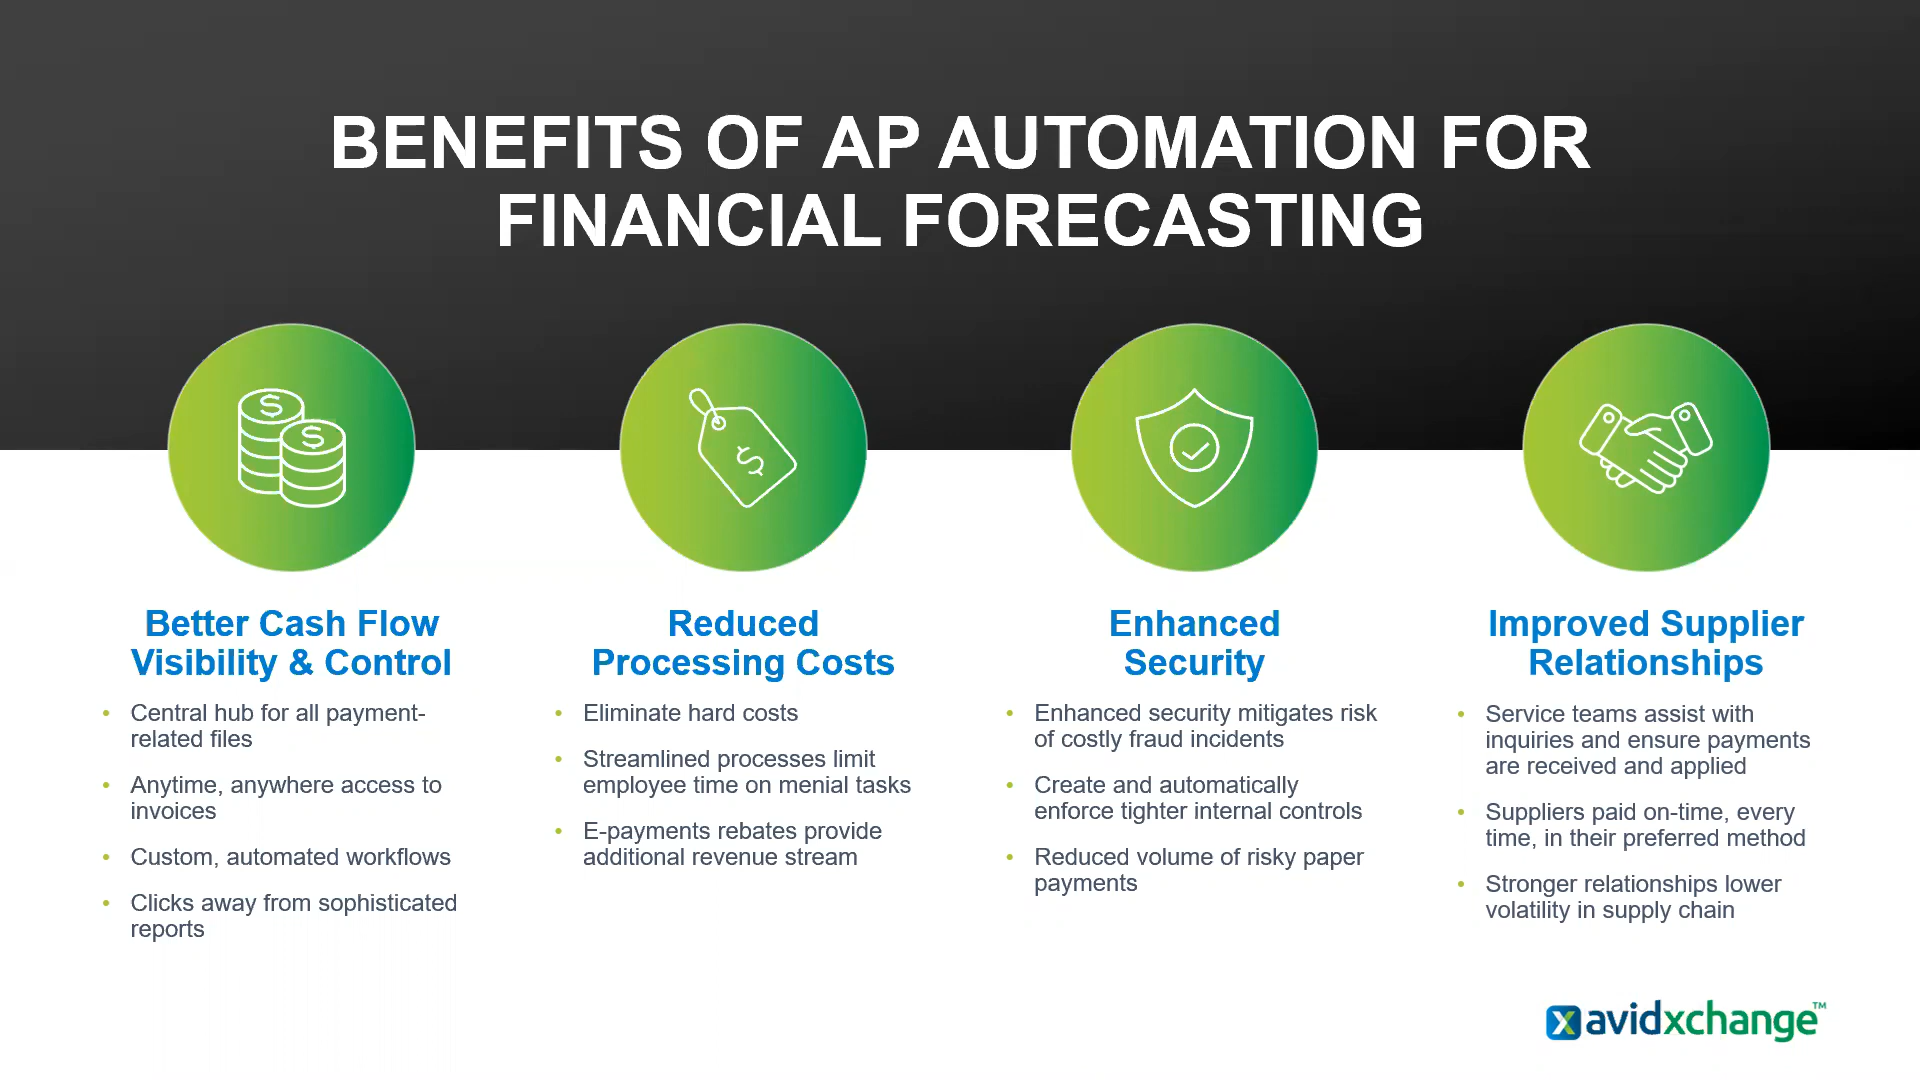 BENEFITS OF AP AUTOMATION FOR
FINANCIAL FORECASTING
Better Cash Flow
Visibility & Control
• Central hub for all payment-
related files
• Anytime, anywhere access to
invoices
• Custom, automated workflows
• Clicks away from sophisticated
reports
Reduced
Processing Costs
• Eliminate hard costs
• Streamlined processes limit
employee time on menial tasks
• E-payments rebates provide
additional revenue stream
Enhanced
Security
• Enhanced security mitigates risk
of costly fraud incidents
• Create and automatically
enforce tighter internal controls
• Reduced volume of risky paper
payments
Improved Supplier
Relationships
• Service teams assist with
inquiries and ensure payments
are received and applied
• Suppliers paid on-time, every
time, in their preferred method
• Stronger relationships lower
volatility in supply chain
avidxchange™